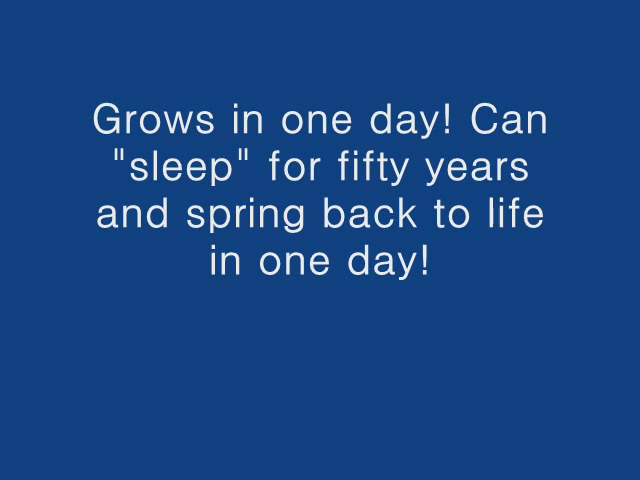 Grows in one day! Can
"sleep" for fifty years
and spring back to life
in one day!